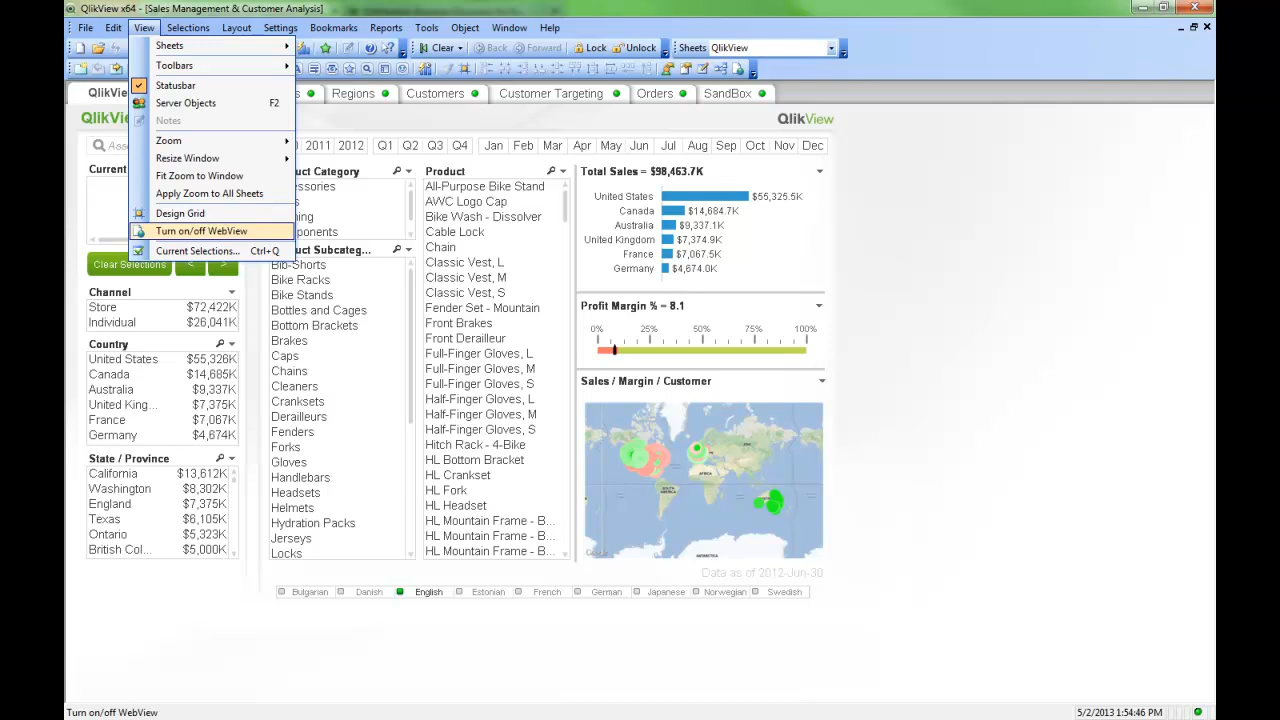 QlikView x64 - [Sales Management & Customer Analysis]
File Edit View Selections Layout Settings Bookmarks Reports Tools Object Window Help
Clear Back Forward Lock Unlock Sheets QlikView
Sheets
Toolbars
Statusbar
Server Objects F2
Notes
Zoom
Resize Window
Fit Zoom to Window
Apply Zoom to All Sheets
Design Grid
Turn on/off WebView
Current Selections... Ctrl+Q
Regions Customers Customer Targeting Orders SandBox
QlikView
2011 2012 Q1 Q2 Q3 Q4 Jan Feb Mar Apr May Jun Jul Aug Sep Oct Nov Dec
Current
Clear Selections < >
Channel
Store $72,422K
Individual $26,041K
Country
United States $55,326K
Canada $14,685K
Australia $9,337K
United King... $7,375K
France $7,067K
Germany $4,674K
State / Province
California $13,612K
Washington $8,302K
England $7,375K
Texas $6,105K
Ontario $5,323K
British Col... $5,000K
uct Category
essories
s
hing
ponents
uct Subcateg...
Bib-Shorts
Bike Racks
Bike Stands
Bottles and Cages
Bottom Brackets
Brakes
Caps
Chains
Cleaners
Cranksets
Derailleurs
Fenders
Forks
Gloves
Handlebars
Headsets
Helmets
Hydration Packs
Jerseys
Locks
Product
All-Purpose Bike Stand
AWC Logo Cap
Bike Wash - Dissolver
Cable Lock
Chain
Classic Vest, L
Classic Vest, M
Classic Vest, S
Fender Set - Mountain
Front Brakes
Front Derailleur
Full-Finger Gloves, L
Full-Finger Gloves, M
Full-Finger Gloves, S
Half-Finger Gloves, L
Half-Finger Gloves, M
Half-Finger Gloves, S
Hitch Rack - 4-Bike
HL Bottom Bracket
HL Crankset
HL Fork
HL Headset
HL Mountain Frame - B...
HL Mountain Frame - B...
HL Mountain Frame - B...
Total Sales = $98,463.7K
United States $55,325.5K
Canada $14,684.7K
Australia $9,337.1K
United Kingdom $7,374.9K
France $7,067.5K
Germany $4,674.0K
Profit Margin % = 8.1
0% 25% 50% 75% 100%
Sales / Margin / Customer
Data as of 2012-Jun-30
Bulgarian Danish English Estonian French German Japanese Norwegian Swedish
Turn on/off WebView 5/2/2013 1:54:46 PM